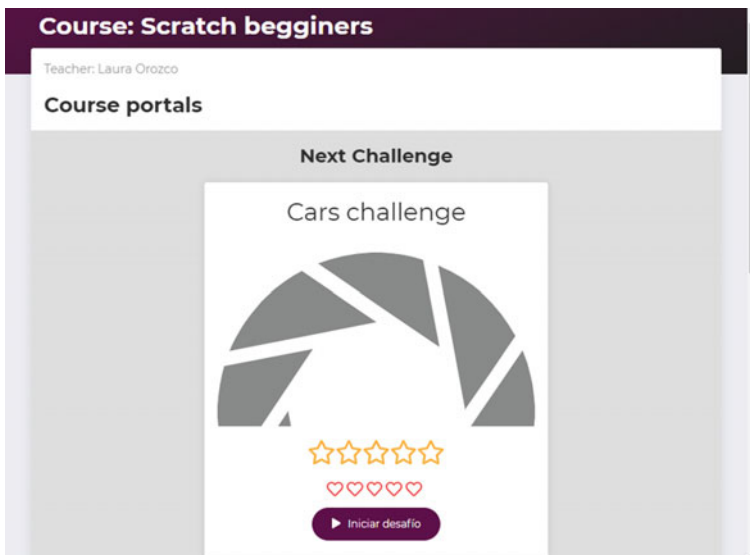 Course: Scratch begginers
Teacher: Laura Orozco
Course portals
Next Challenge
Cars challenge
Iniciar desafío